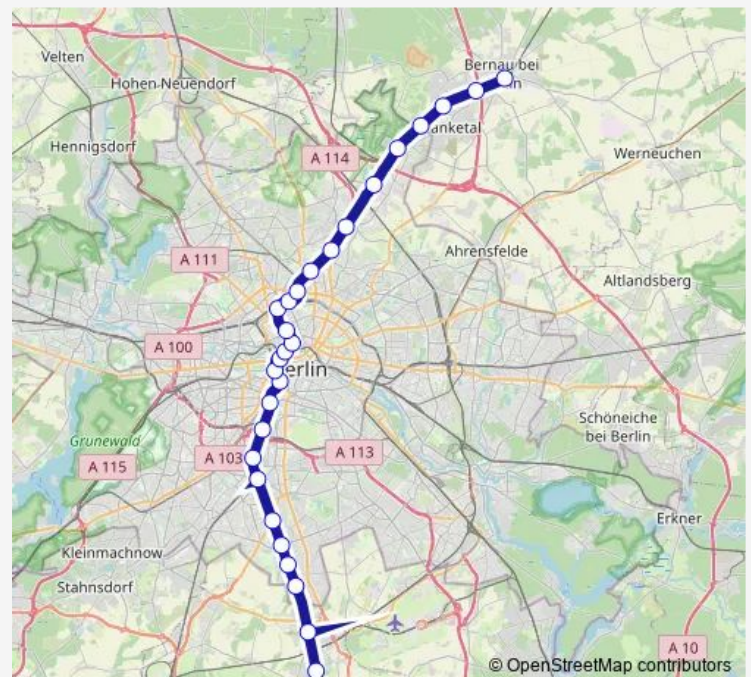 Velten
Bernau bei
Hohen Neuendorf
anketal
Hennigsdorf
A 114
Werneuchen
A 111
Ahrensfelde
Altlandsberg
A 100
erlin
Schöneiche
bei Berlin
Grunewald
A 103
A 113
A 115
Erkner
Kleinmachnow
Stahnsdorf
A 10
© OpenStreetMap contributors